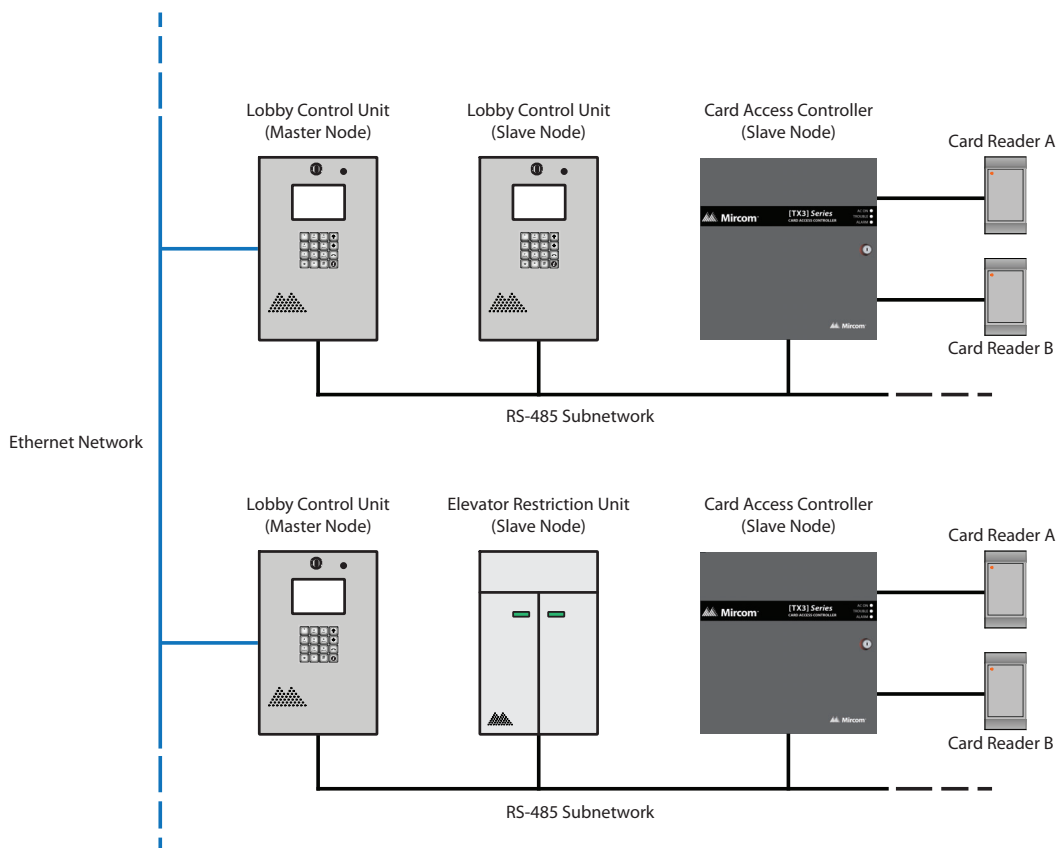 Lobby Control Unit
(Master Node)
Lobby Control Unit
(Slave Node)
Card Access Controller
(Slave Node)
Card Reader A
Mircom
[TX3] Series
CARD ACCESS CONTROLLER
AC ON
TROUBLE
ALARM
Mircom
Card Reader B
RS-485 Subnetwork
Ethernet Network
Lobby Control Unit
(Master Node)
Elevator Restriction Unit
(Slave Node)
Card Access Controller
(Slave Node)
Card Reader A
Mircom
[TX3] Series
CARD ACCESS CONTROLLER
AC ON
TROUBLE
ALARM
Mircom
Card Reader B
RS-485 Subnetwork